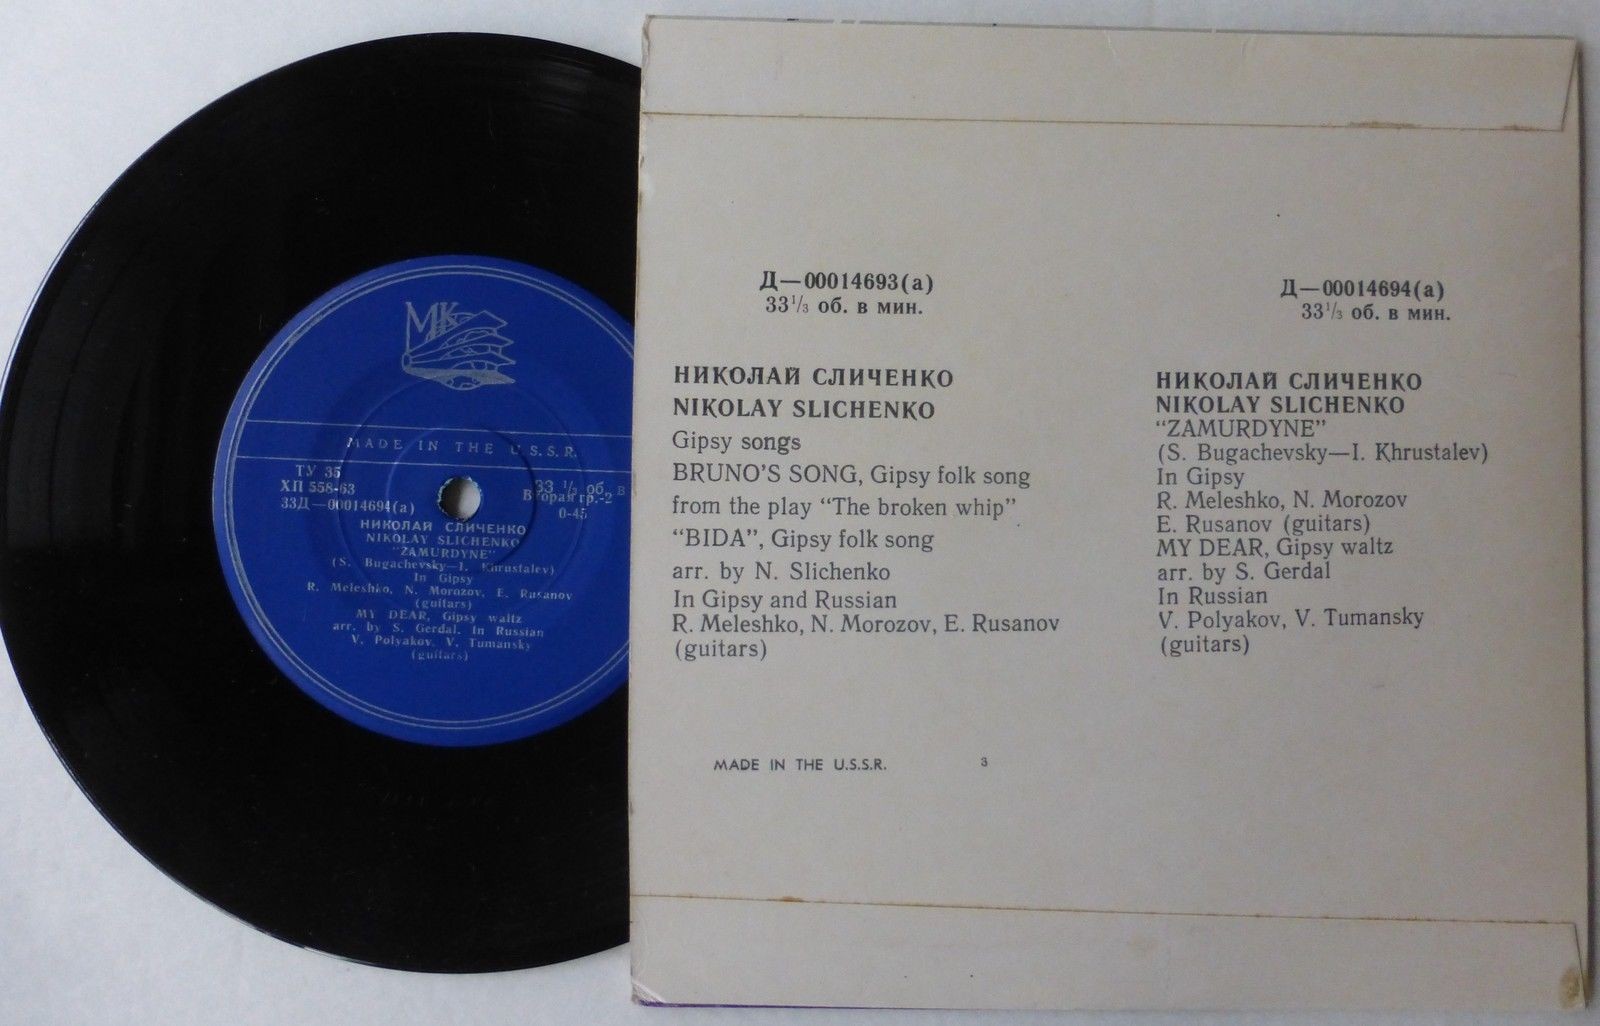 МК
MADE IN THE U.S.S.R.
ТУ 35
ХП 558-63
33Д—00014694(а)
33 1/3 об. в
Вторая гр.-2
0-45
НИКОЛАЙ СЛИЧЕНКО
NIKOLAY SLICHENKO
"ZAMURDYNE"
(S. Bugachevsky—I. Khrustalev)
In Gipsy
R. Meleshko, N. Morozov, E. Rusanov
(guitars)
MY DEAR, Gipsy waltz
arr. by S. Gerdal. In Russian
V. Polyakov, V. Tumansky
(guitars)
Д—00014693(а)
33 1/3 об. в мин.
НИКОЛАЙ СЛИЧЕНКО
NIKOLAY SLICHENKO
Gipsy songs
BRUNO'S SONG, Gipsy folk song
from the play "The broken whip"
"BIDA", Gipsy folk song
arr. by N. Slichenko
In Gipsy and Russian
R. Meleshko, N. Morozov, E. Rusanov
(guitars)
MADE IN THE U.S.S.R. 3
Д—00014694(а)
33 1/3 об. в мин.
НИКОЛАЙ СЛИЧЕНКО
NIKOLAY SLICHENKO
"ZAMURDYNE"
(S. Bugachevsky—I. Khrustalev)
In Gipsy
R. Meleshko, N. Morozov
E. Rusanov (guitars)
MY DEAR, Gipsy waltz
arr. by S. Gerdal
In Russian
V. Polyakov, V. Tumansky
(guitars)